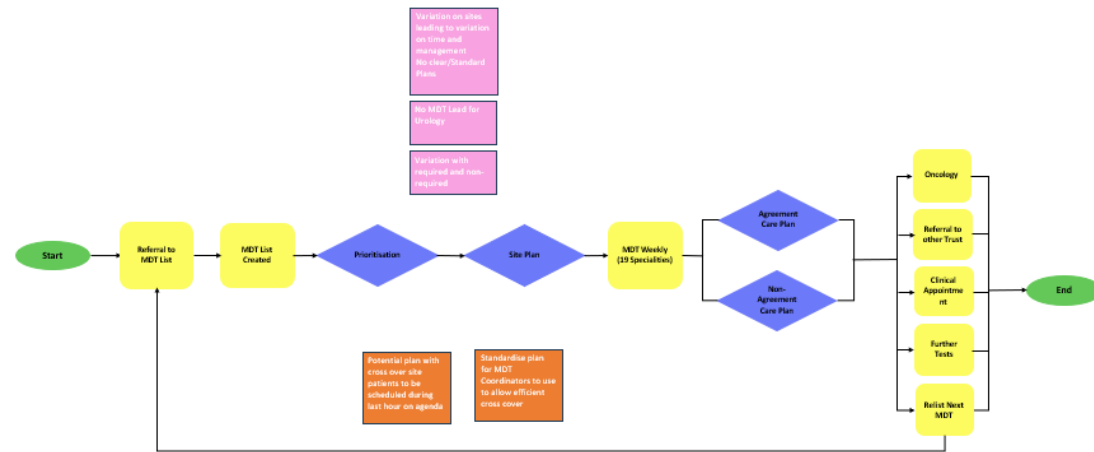 Variation on sites
leading to variation
on time and
management
No clear/Standard
Plans
No MDT Lead for
Urology
Variation with
required and non-
required
Start
Referral to
MDT List
MDT List
Created
Prioritisation
Site Plan
MDT Weekly
(19 Specialities)
Agreement
Care Plan
Non-
Agreement
Care Plan
Oncology
Referral to
other Trust
Clinical
Appointme
nt
Further
Tests
Relist Next
MDT
End
Potential plan with
cross over site
patients to be
scheduled during
last hour on agenda
Standardise plan
for MDT
Coordinators to use
to allow efficient
cross cover